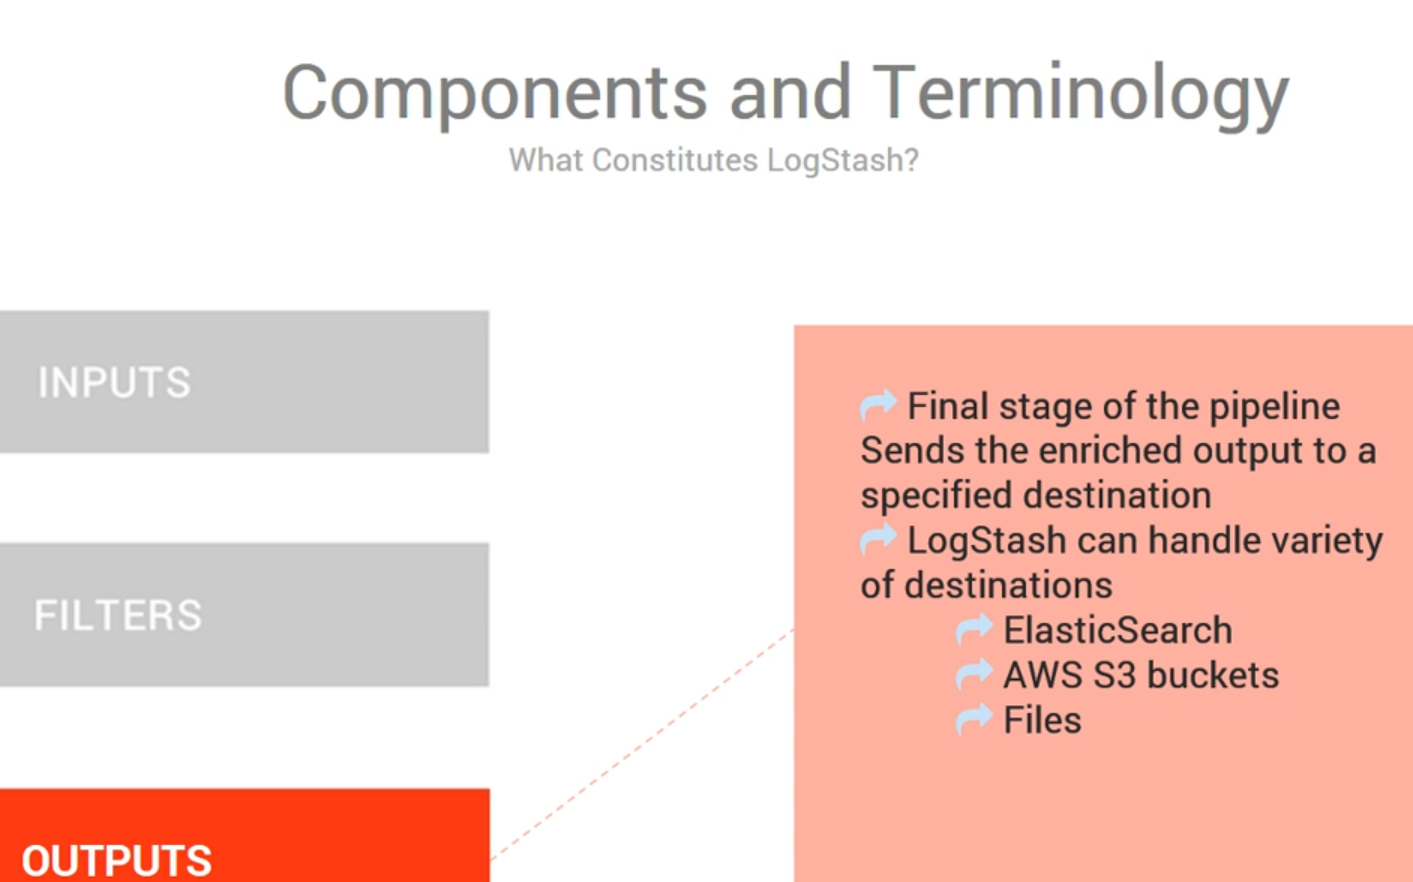 Components and Terminology
What Constitutes LogStash?
INPUTS
FILTERS
OUTPUTS
Final stage of the pipeline
Sends the enriched output to a
specified destination
LogStash can handle variety
of destinations
ElasticSearch
AWS S3 buckets
Files